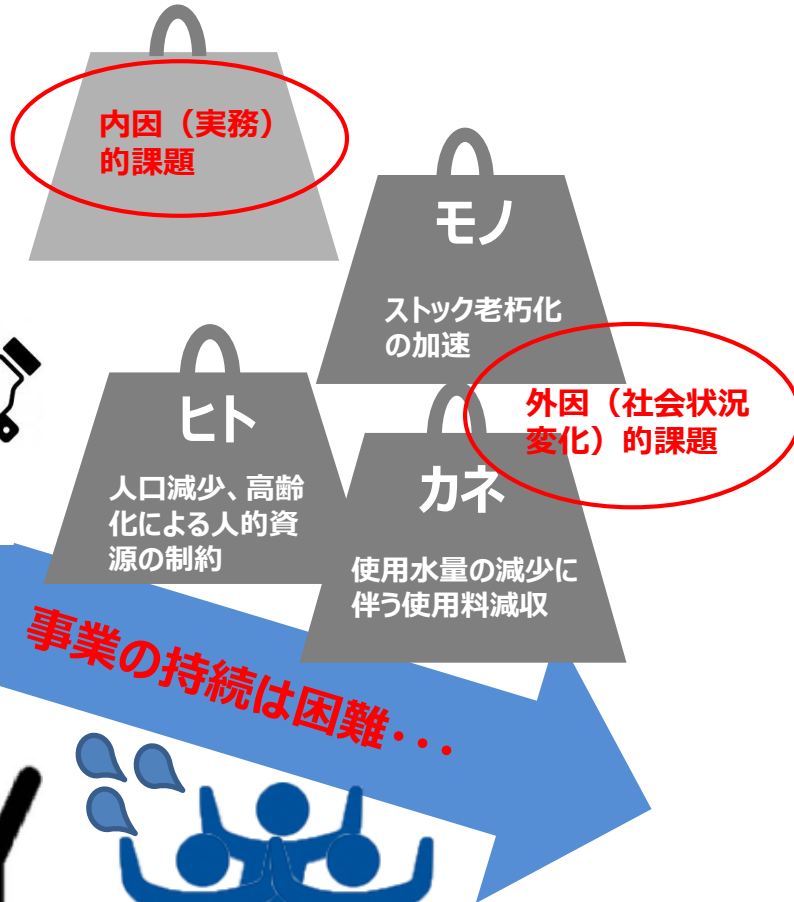 内因（実務）
的課題
モノ
ストック老朽化
の加速
外因（社会状況
変化）的課題
ヒト
人口減少、高齢
化による人的資
源の制約
カネ
使用水量の減少に
伴う使用料減収
事業の持続は困難・・・